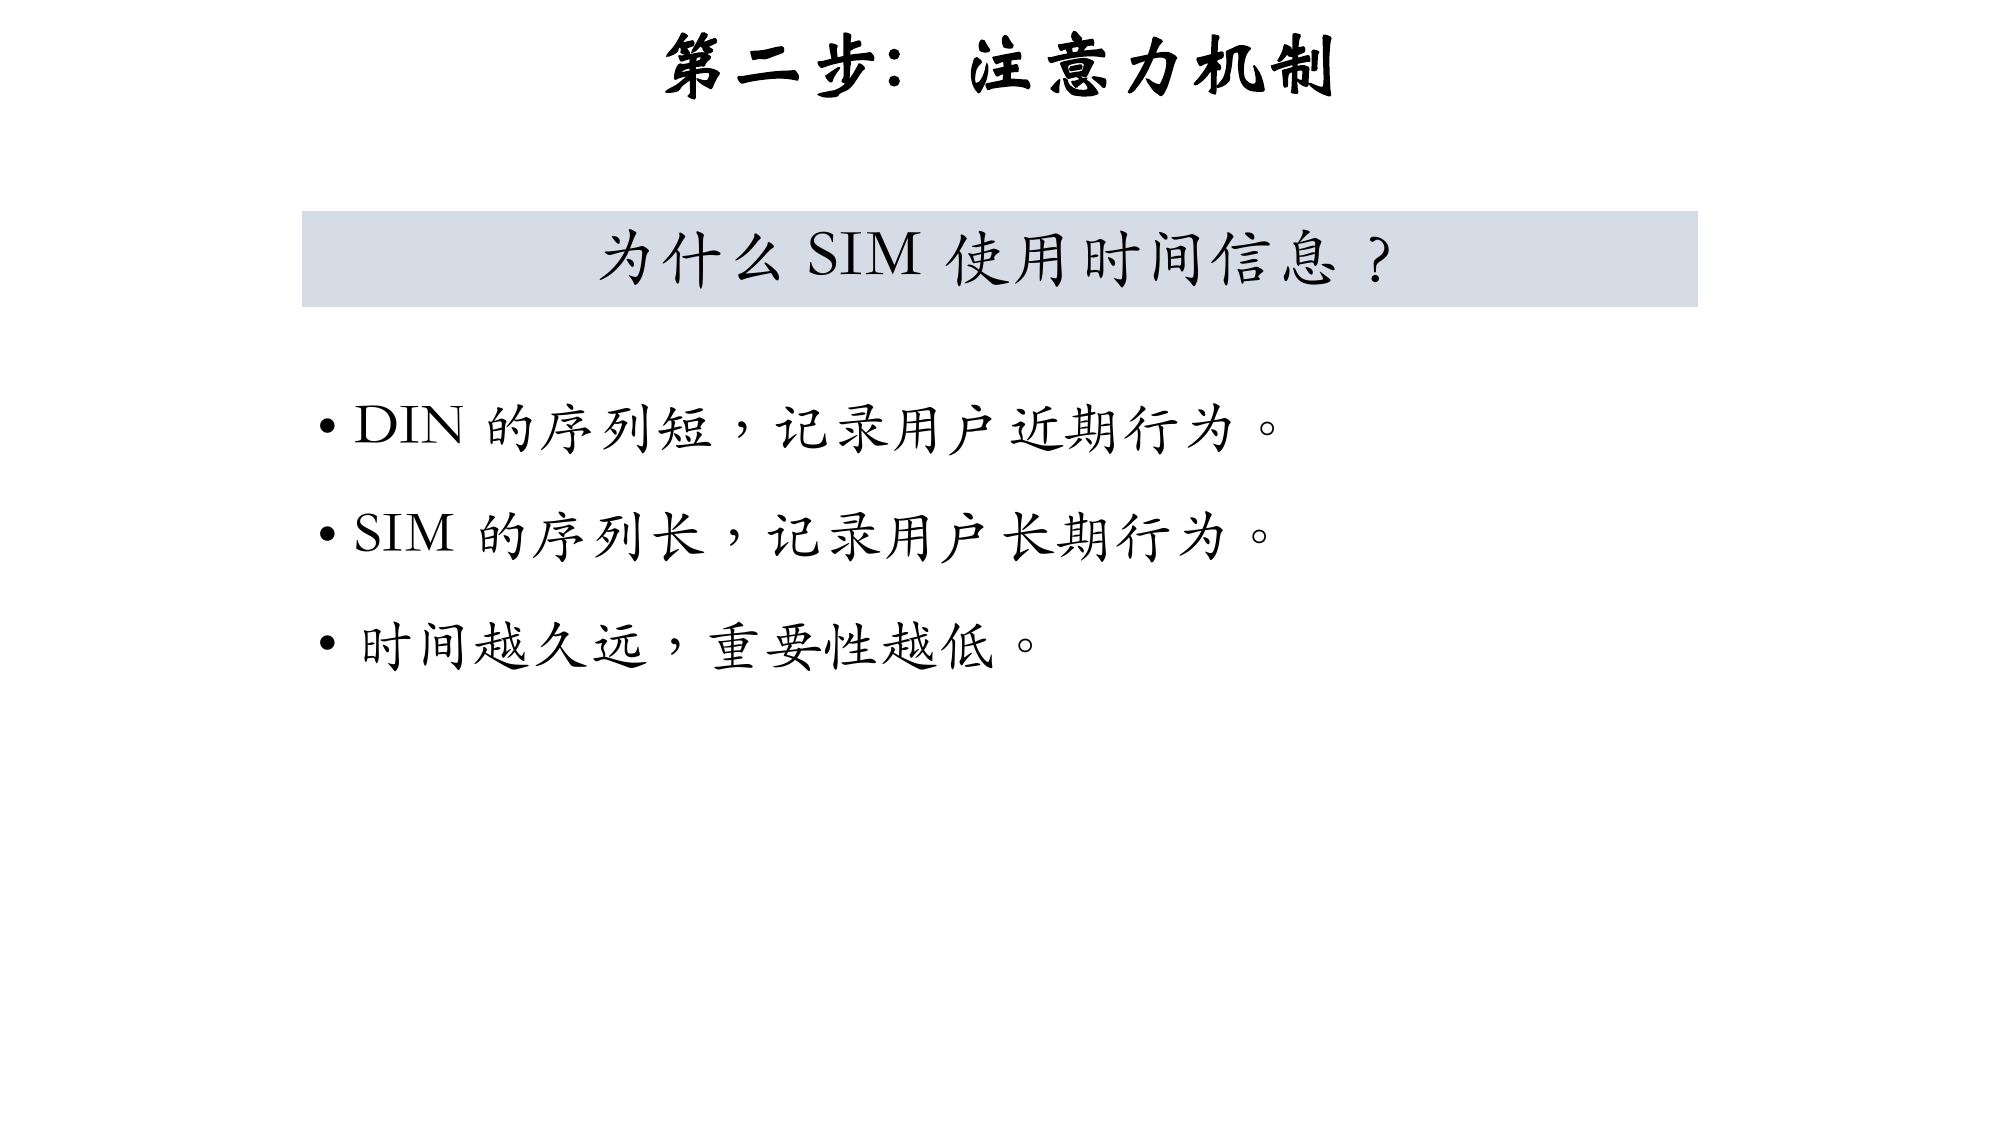 第二步：注意力机制
为什么 SIM 使用时间信息？
• DIN 的序列短，记录用户近期行为。
• SIM 的序列长，记录用户长期行为。
• 时间越久远，重要性越低。